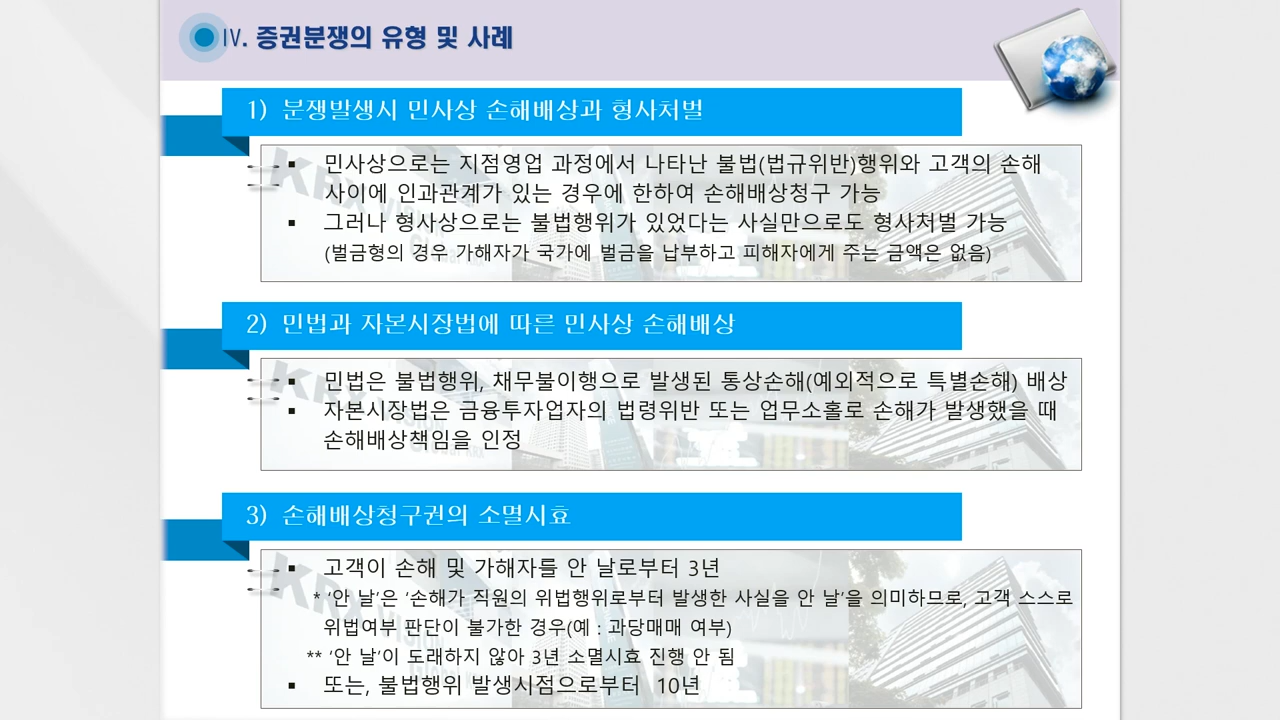 IV. 증권분쟁의 유형 및 사례
1) 분쟁발생시 민사상 손해배상과 형사처벌
▪ 민사상으로는 지점영업 과정에서 나타난 불법(법규위반)행위와 고객의 손해
사이에 인과관계가 있는 경우에 한하여 손해배상청구 가능
▪ 그러나 형사상으로는 불법행위가 있었다는 사실만으로도 형사처벌 가능
(벌금형의 경우 가해자가 국가에 벌금을 납부하고 피해자에게 주는 금액은 없음)
2) 민법과 자본시장법에 따른 민사상 손해배상
▪ 민법은 불법행위, 채무불이행으로 발생된 통상손해(예외적으로 특별손해) 배상
▪ 자본시장법은 금융투자업자의 법령위반 또는 업무소홀로 손해가 발생했을 때
손해배상책임을 인정
3) 손해배상청구권의 소멸시효
▪ 고객이 손해 및 가해자를 안 날로부터 3년
* ‘안 날’은 ‘손해가 직원의 위법행위로부터 발생한 사실을 안 날’을 의미하므로, 고객 스스로
위법여부 판단이 불가한 경우(예 : 과당매매 여부)
** ‘안 날’이 도래하지 않아 3년 소멸시효 진행 안 됨
▪ 또는, 불법행위 발생시점으로부터 10년